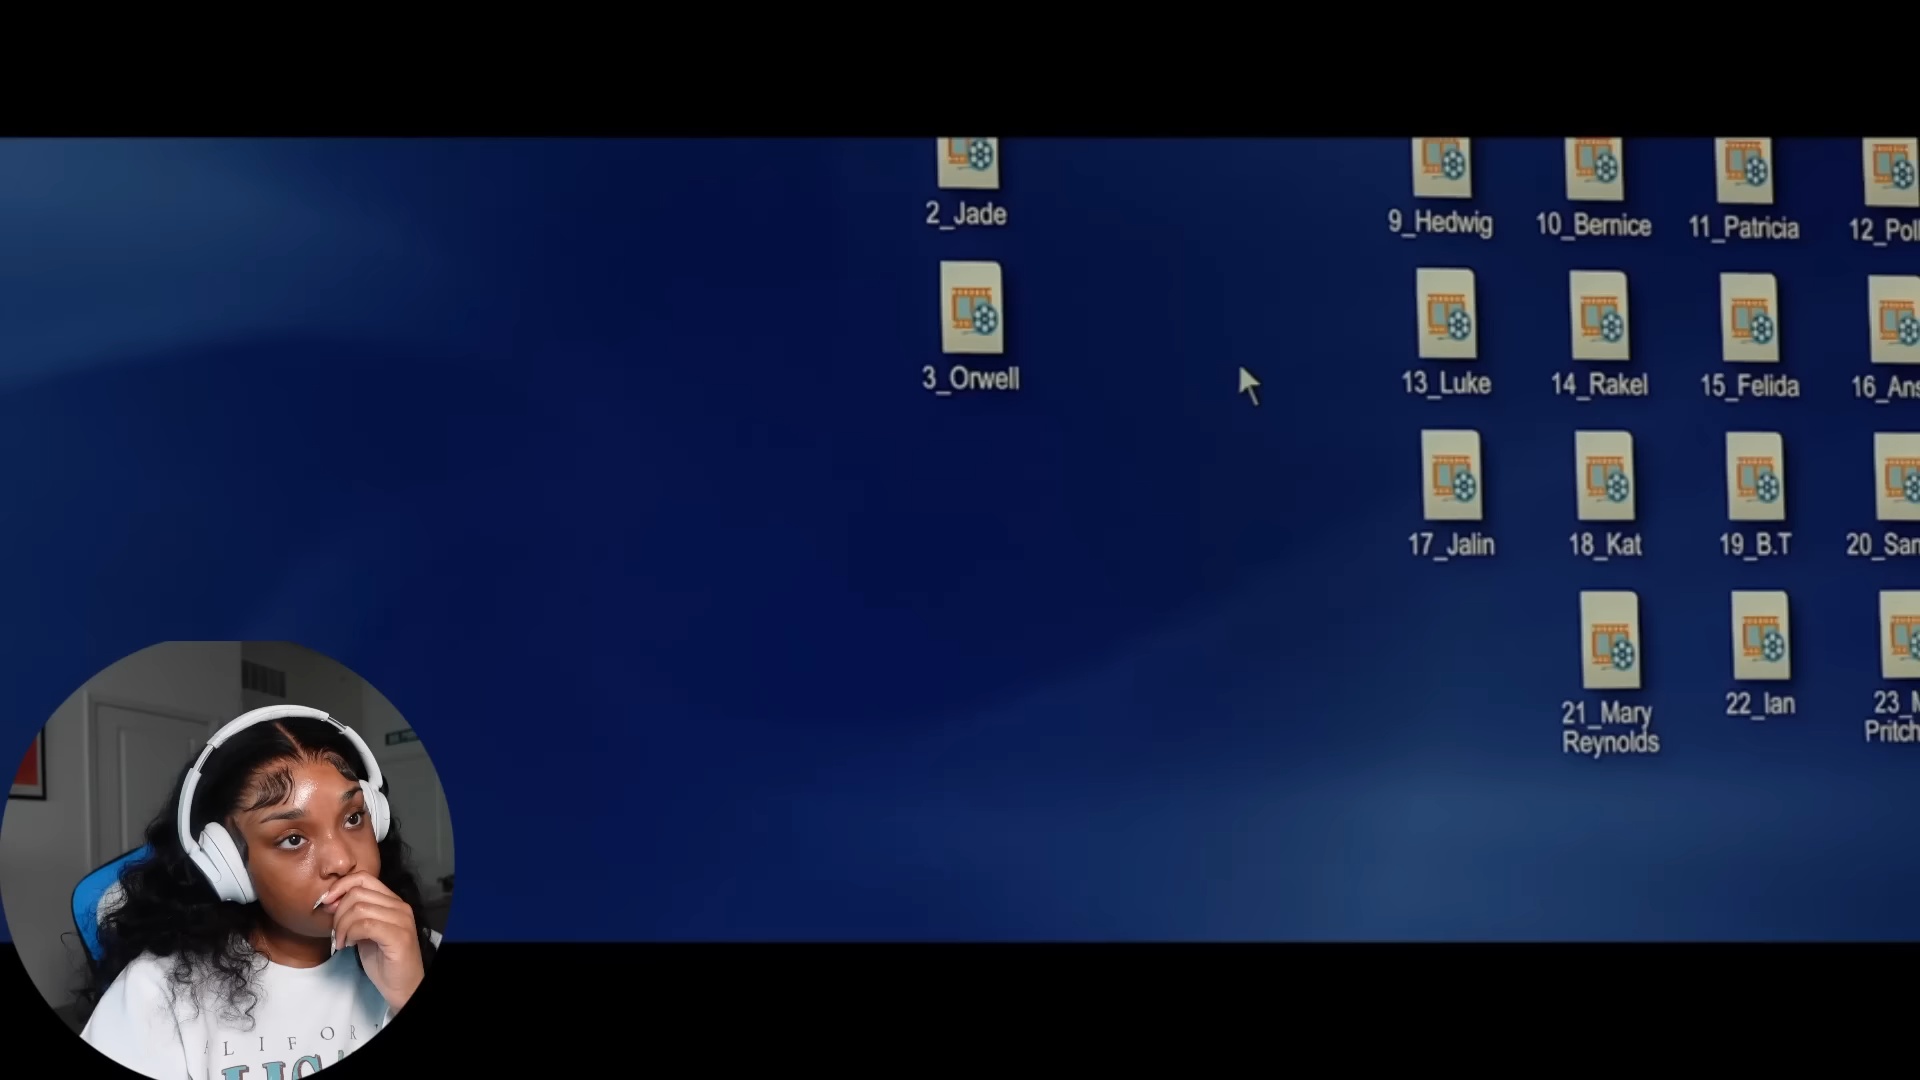 2_Jade
9_Hedwig
10_Bernice
11_Patricia
3_Orwell
13_Luke
14_Rakel
15_Felida
17_Jalin
18_Kat
19_B.T
21_Mary
Reynolds
22_Ian